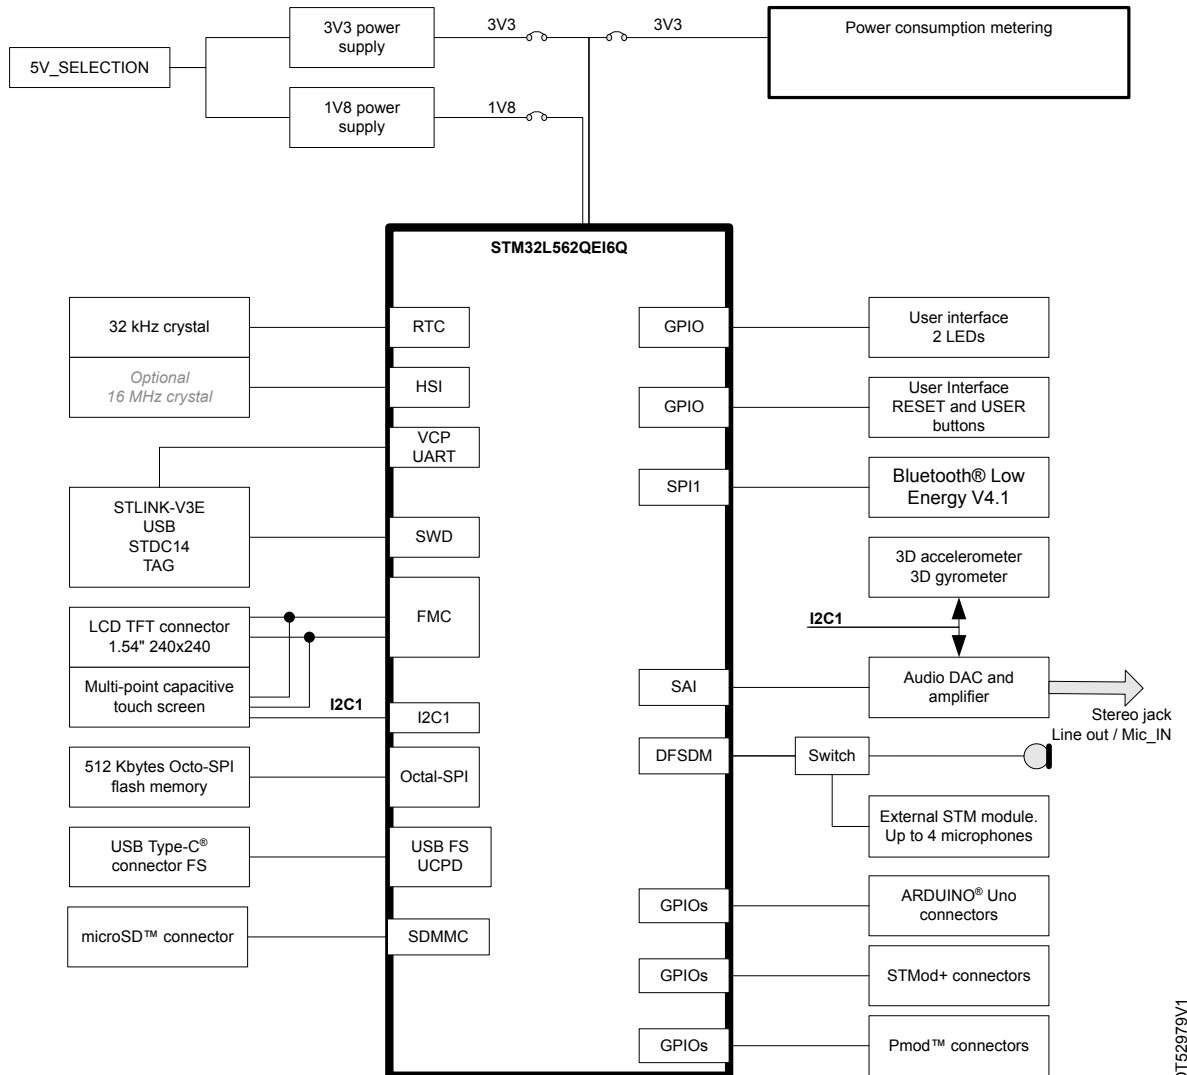 3V3 power
supply
3V3
3V3
Power consumption metering
5V_SELECTION
1V8 power
supply
1V8
STM32L562QEI6Q
32 kHz crystal
RTC
Optional
16 MHz crystal
HSI
VCP
UART
STLINK-V3E
USB
STDC14
TAG
SWD
LCD TFT connector
1.54" 240x240
FMC
Multi-point capacitive
touch screen
I2C1
I2C1
512 Kbytes Octo-SPI
flash memory
Octal-SPI
USB Type-C®
connector FS
USB FS
UCPD
microSD™ connector
SDMMC
GPIO
User interface
2 LEDs
GPIO
User Interface
RESET and USER
buttons
SPI1
Bluetooth® Low
Energy V4.1
3D accelerometer
3D gyrometer
I2C1
SAI
Audio DAC and
amplifier
Stereo jack
Line out / Mic_IN
DFSDM
Switch
External STM module.
Up to 4 microphones
GPIOs
ARDUINO® Uno
connectors
GPIOs
STMod+ connectors
GPIOs
Pmod™ connectors
DT52979V1